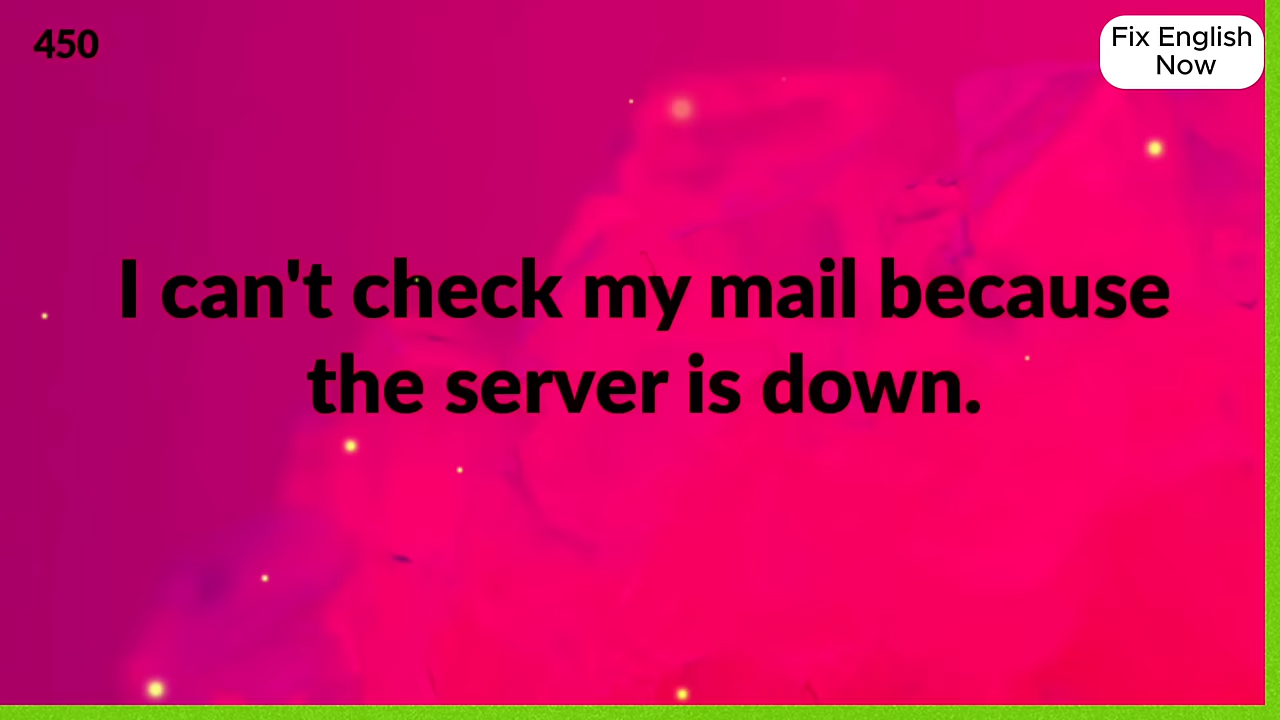 450
Fix English
Now
I can't check my mail because
the server is down.